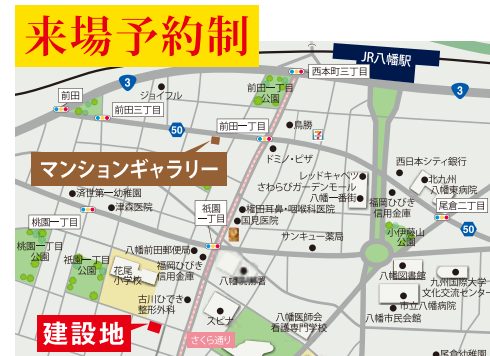 来場予約制
JR八幡駅
西本町三丁目
3
3
前田
ジョイフル
前田一丁目
公園
前田三丁目
50
前田一丁目
鳥勝
マンションギャラリー
ドミノ・ピザ
西日本シティ銀行
レッドキャベツ
さわらびガーデンモール
八幡一番街
北九州
八幡東病院
済世第一幼稚園
津森医院
祇園
一丁目
権田耳鼻・咽喉科医院
国見医院
福岡ひびき
信用金庫
尾倉二丁目
50
桃園一丁目
小伊藤山
公園
サンキュー薬局
桃園一丁目
公園
八幡前田郵便局
祇園一丁目
公園
福岡ひびき
信用金庫
花尾
小学校
八幡図書館
九州国際大学
文化交流センター
古川ひでき
整形外科
市立八幡病院
スピナ
八幡医師会
看護専門学校
八幡市民会館
建設地
さくら通り
尾倉幼稚園